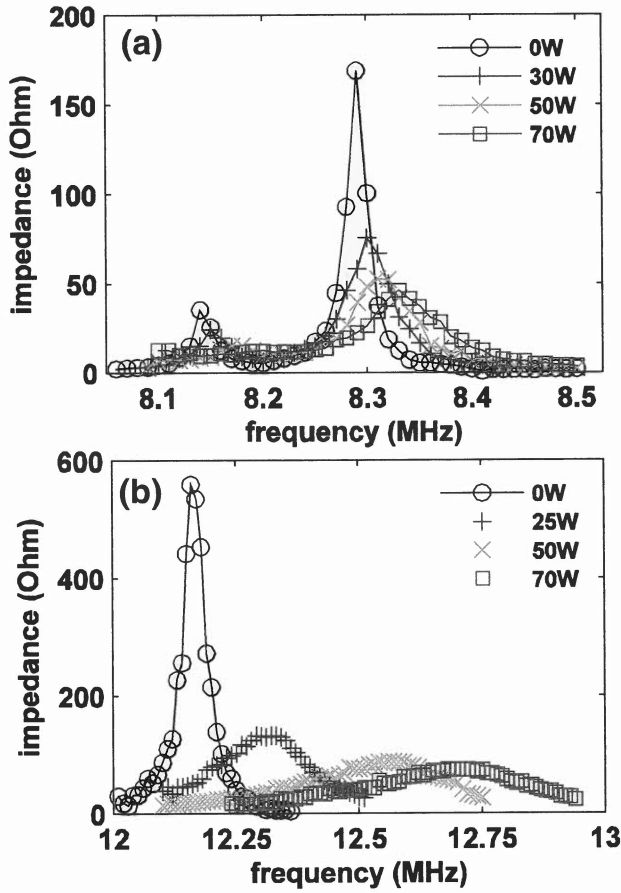 (a)
0W
30W
50W
70W
200
150
100
50
0
impedance (Ohm)
8.1 8.2 8.3 8.4 8.5
frequency (MHz)
(b)
0W
25W
50W
70W
600
400
200
0
impedance (Ohm)
12 12.25 12.5 12.75 13
frequency (MHz)